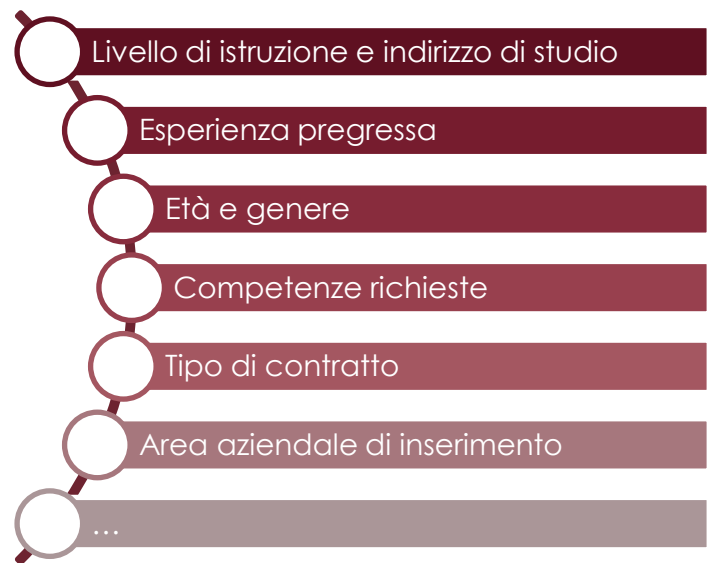 Livello di istruzione e indirizzo di studio
Esperienza pregressa
Età e genere
Competenze richieste
Tipo di contratto
Area aziendale di inserimento
…